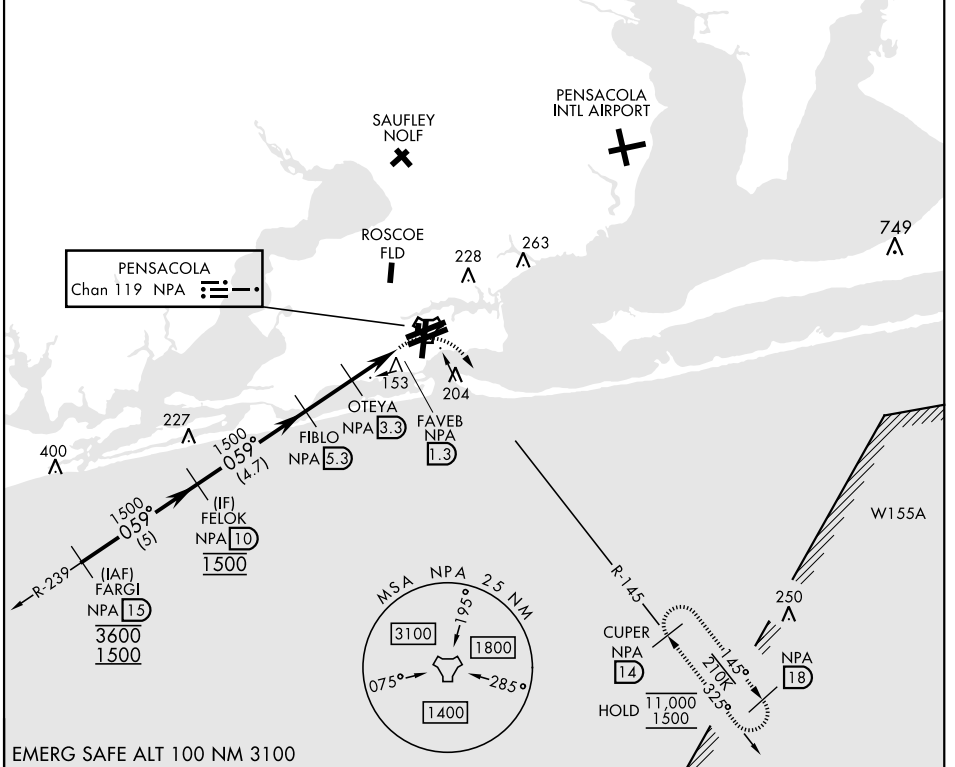 PENSACOLA
INTL AIRPORT
SAUFLEY
NOLF
ROSCOE
FLD
228
263
749
PENSACOLA
Chan 119 NPA
153
204
OTEYA
NPA 3.3
FAVEB
NPA
1.3
FIBLO
NPA 5.3
227
400
1500
059°
(4.7)
(IF)
FELOK
NPA 10
1500
1500
059°
(5)
R-239
(IAF)
FARGI
NPA 15
3600
1500
W155A
R-145
250
CUPER
NPA
14
145°
210K
325°
NPA
18
HOLD 11,000
1500
MSA NPA 25 NM
195°
3100
1800
075°
285°
1400
EMERG SAFE ALT 100 NM 3100